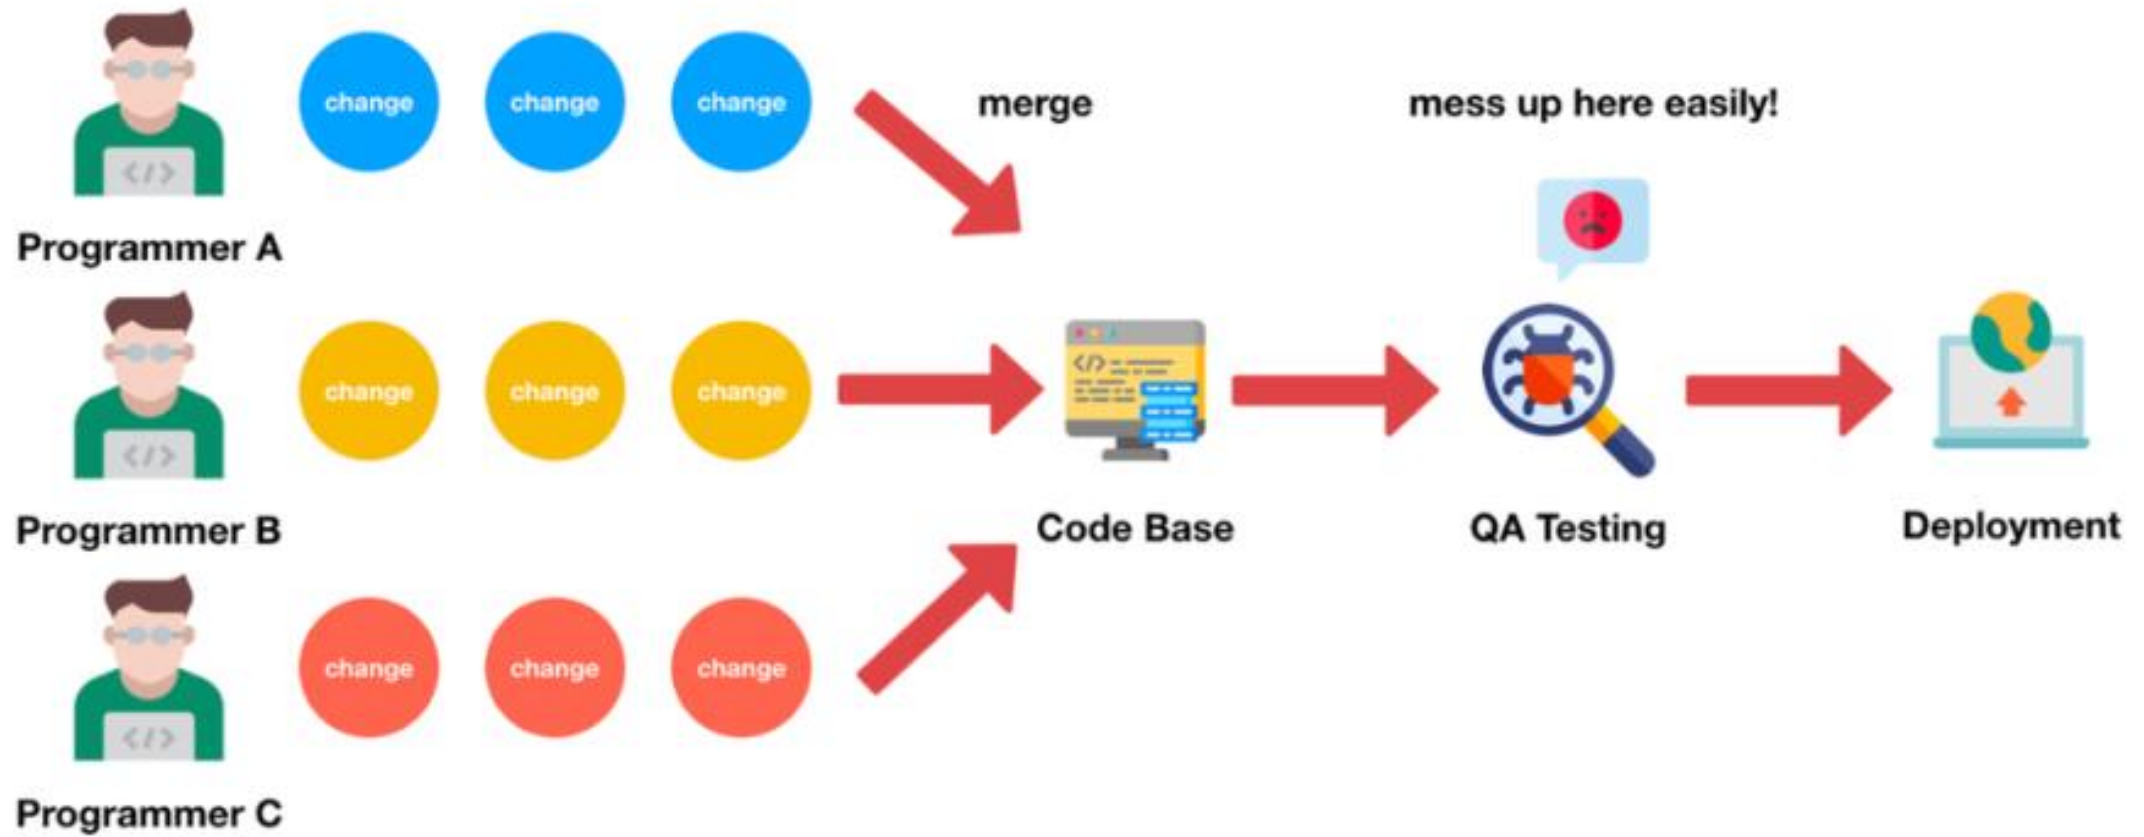 change change change
merge
mess up here easily!
</>
Programmer A
change change change
</>
</>
Programmer B
Code Base
QA Testing
Deployment
change change change
</>
Programmer C